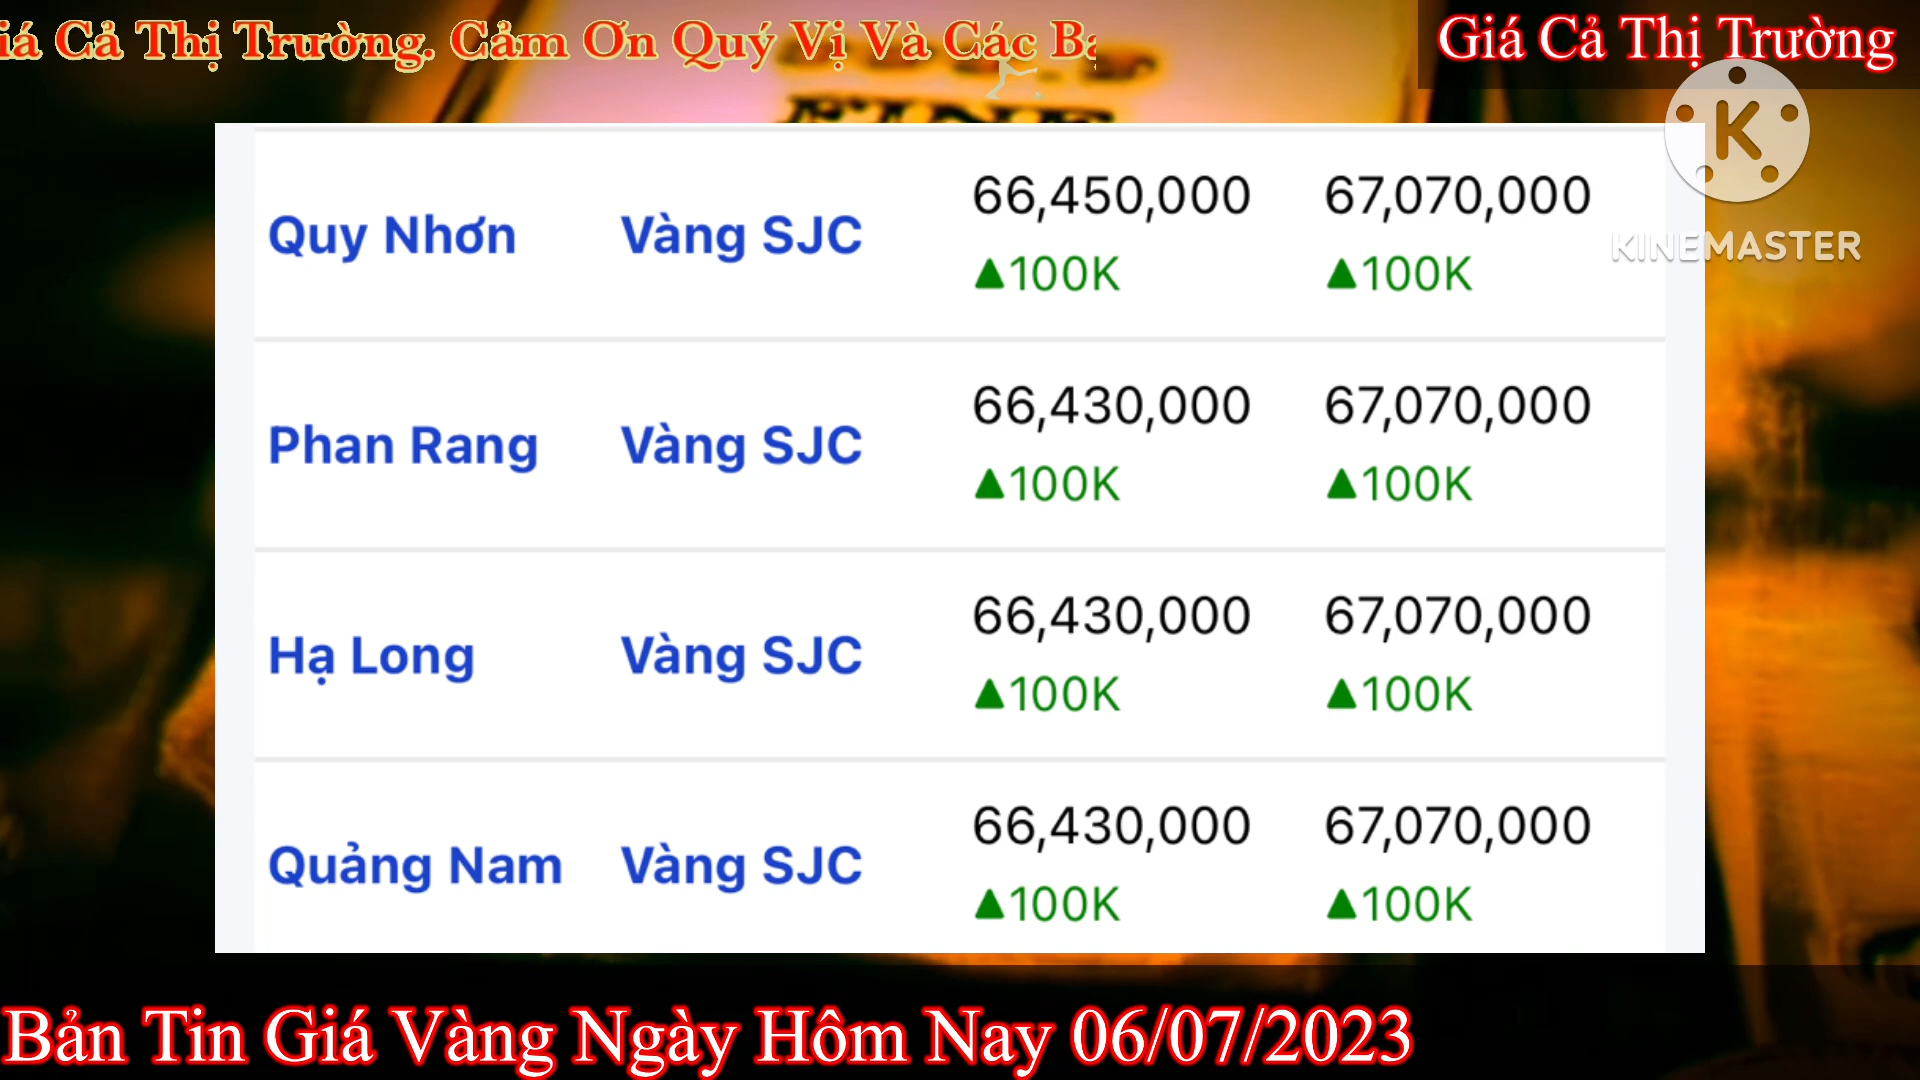 iá Cả Thị Trường. Cảm Ơn Quý Vị Và Các
Giá Cả Thị Trường
FINE
K
KINEMASTER
Quy Nhơn Vàng SJC 66,450,000 67,070,000
▲100K ▲100K
Phan Rang Vàng SJC 66,430,000 67,070,000
▲100K ▲100K
Hạ Long Vàng SJC 66,430,000 67,070,000
▲100K ▲100K
Quảng Nam Vàng SJC 66,430,000 67,070,000
▲100K ▲100K
Bản Tin Giá Vàng Ngày Hôm Nay 06/07/2023